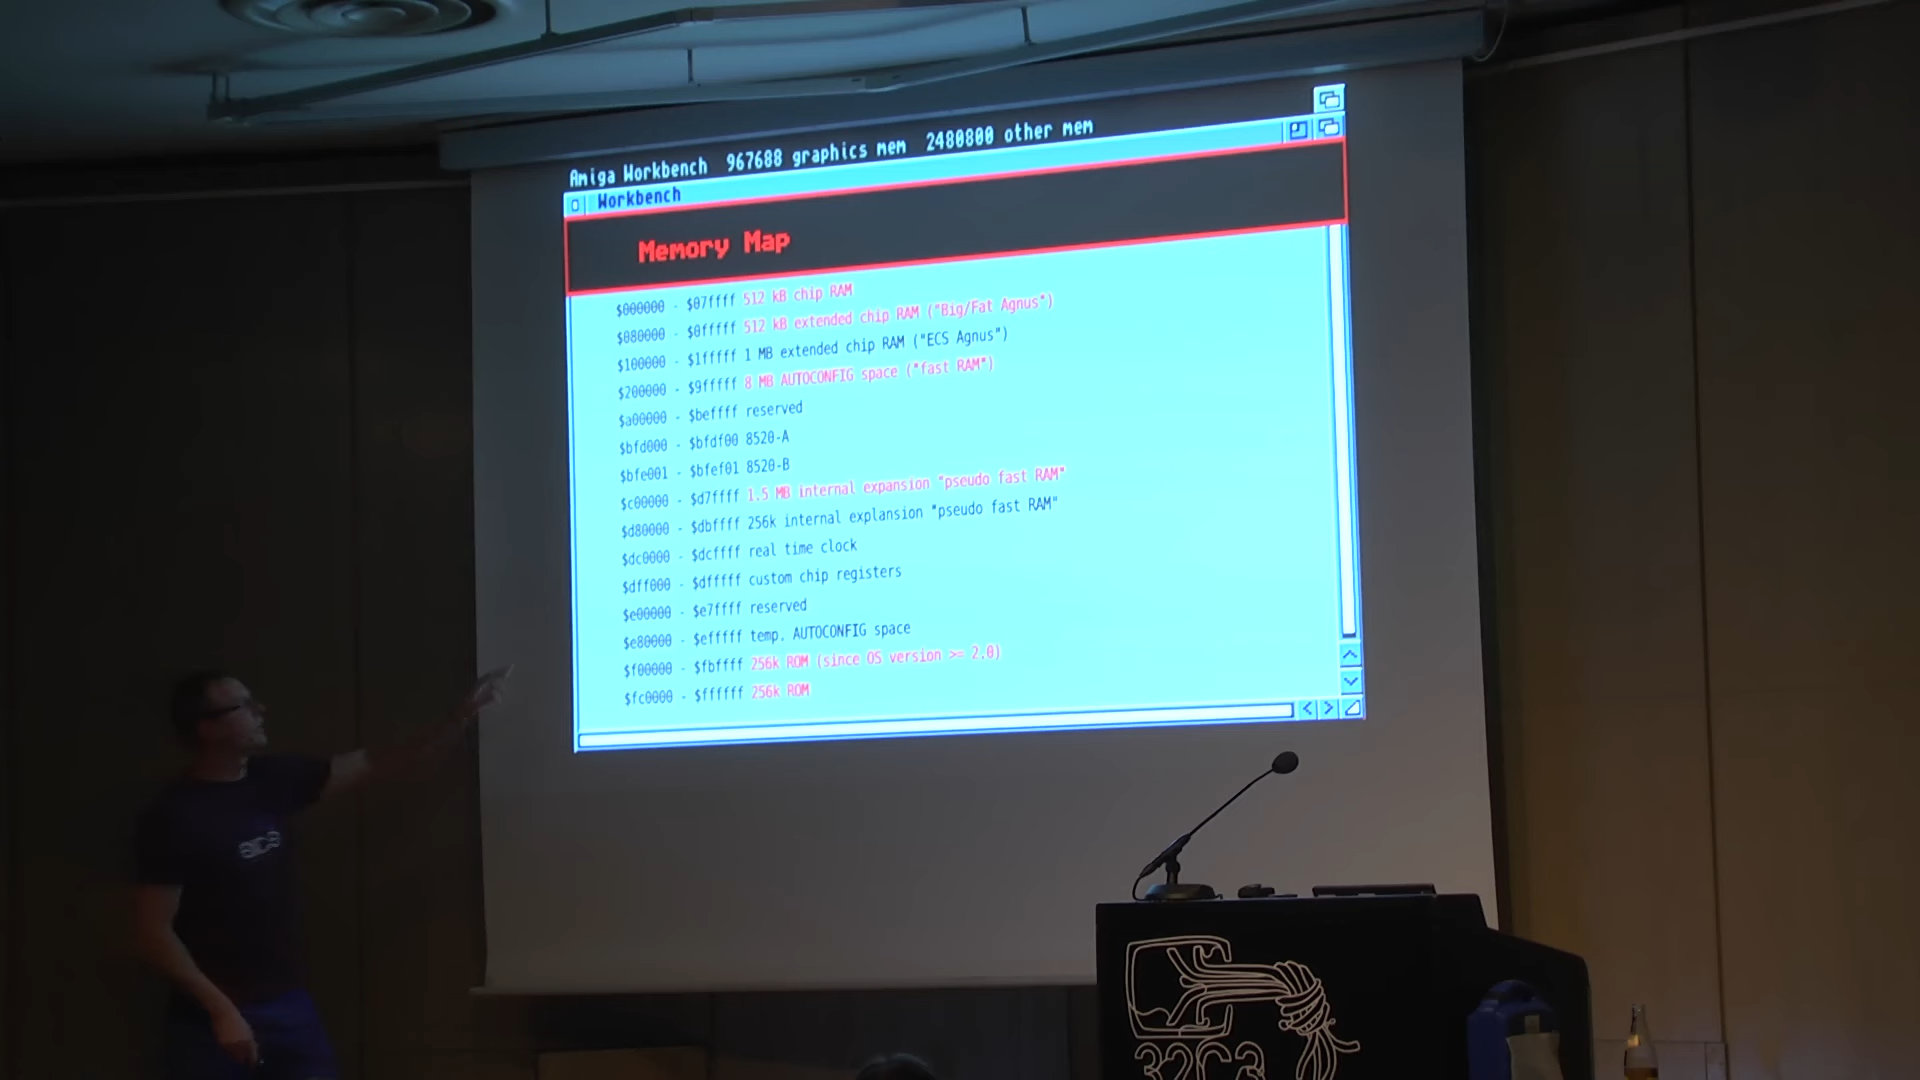 Amiga Workbench 967688 graphics mem 2480800 other mem
Workbench
Memory Map
$000000 - $07ffff 512 kB chip RAM
$080000 - $0fffff 512 kB extended chip RAM ("Big/Fat Agnus")
$100000 - $1fffff 1 MB extended chip RAM ("ECS Agnus")
$200000 - $9fffff 8 MB AUTOCONFIG space ("fast RAM")
$a00000 - $beffff reserved
$bfd000 - $bfdf00 8520-A
$bfe001 - $bfef01 8520-B
$c00000 - $d7ffff 1.5 MB internal expansion "pseudo fast RAM"
$d80000 - $dbffff 256k internal explansion "pseudo fast RAM"
$dc0000 - $dcffff real time clock
$dff000 - $dfffff custom chip registers
$e00000 - $e7ffff reserved
$e80000 - $efffff temp. AUTOCONFIG space
$f00000 - $fbffff 256k ROM (since OS version >= 2.0)
$fc0000 - $ffffff 256k ROM
32C3